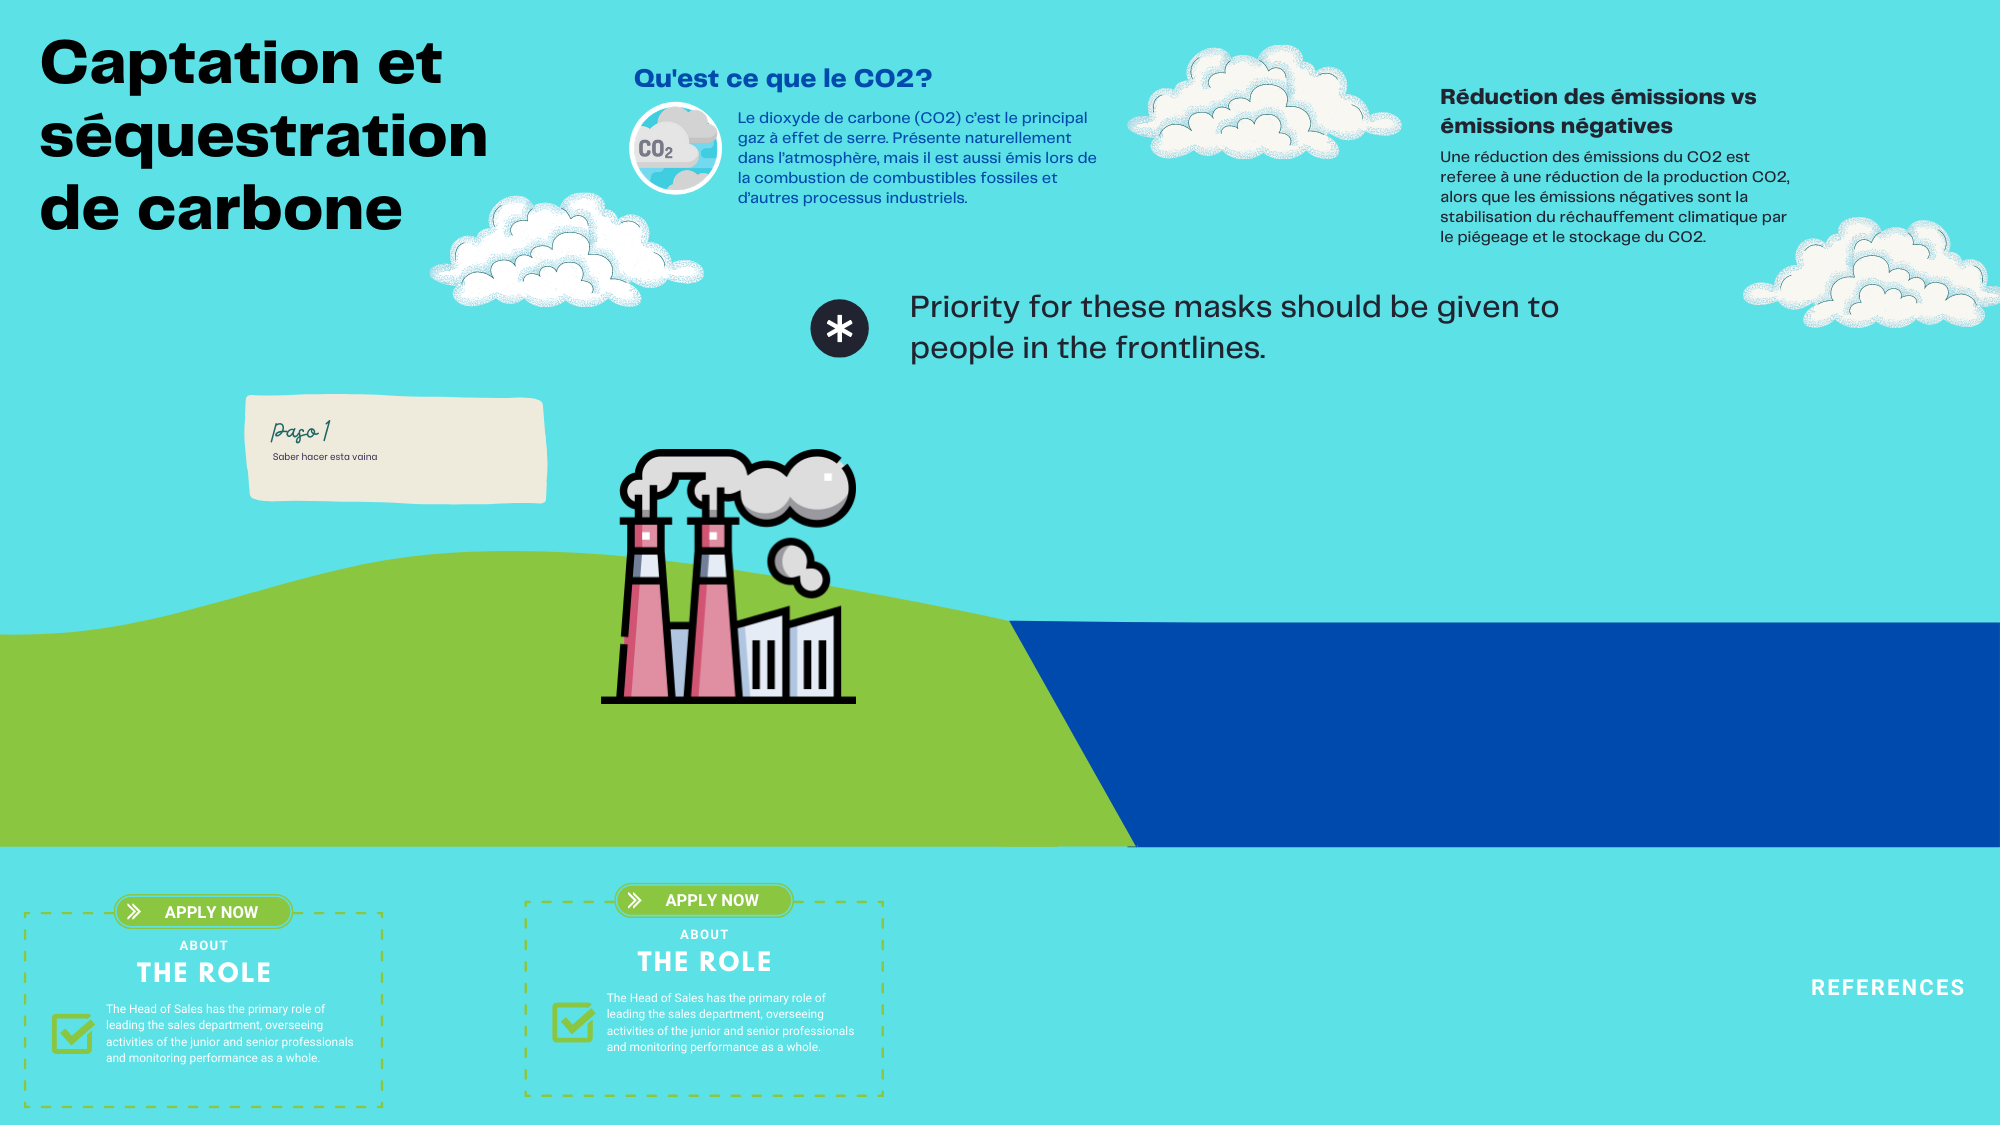 Captation et
séquestration
de carbone
Qu'est ce que le CO2?
CO₂
Le dioxyde de carbone (CO2) c'est le principal
gaz à effet de serre. Présente naturellement
dans l'atmosphère, mais il est aussi émis lors de
la combustion de combustibles fossiles et
d'autres processus industriels.
Réduction des émissions vs
émissions négatives
Une réduction des émissions du CO2 est
referee à une réduction de la production CO2,
alors que les émissions négatives sont la
stabilisation du réchauffement climatique par
le piégeage et le stockage du CO2.
Priority for these masks should be given to
people in the frontlines.
Paso 1
Saber hacer esta vaina
APPLY NOW
ABOUT
THE ROLE
The Head of Sales has the primary role of
leading the sales department, overseeing
activities of the junior and senior professionals
and monitoring performance as a whole.
APPLY NOW
ABOUT
THE ROLE
The Head of Sales has the primary role of
leading the sales department, overseeing
activities of the junior and senior professionals
and monitoring performance as a whole.
REFERENCES